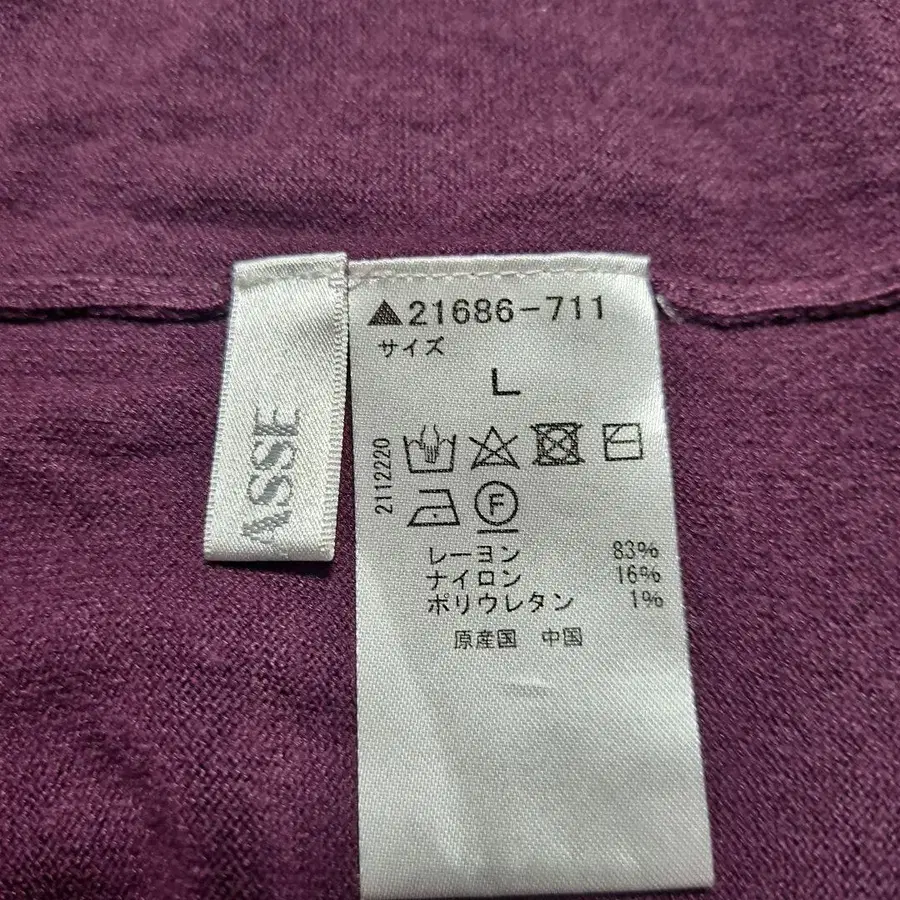 ASSE
▲21686-711
サイズ
L
2112220
F
レーヨン 83%
ナイロン 16%
ポリウレタン 1%
原産国 中国